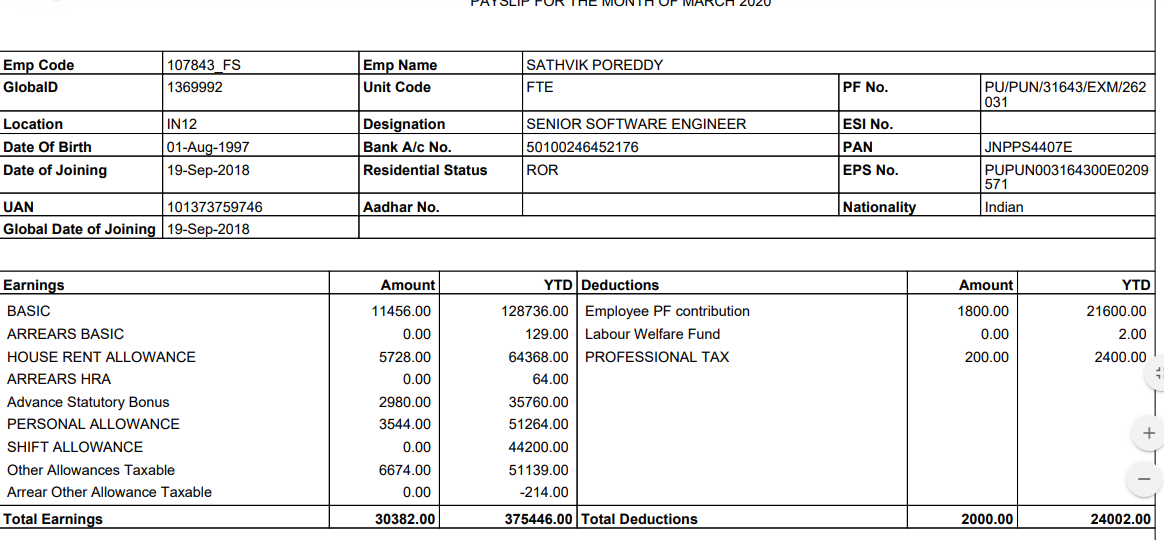 PAYSLIP FOR THE MONTH OF MARCH 2020
Emp Code 107843_FS Emp Name SATHVIK POREDDY
GlobalID 1369992 Unit Code FTE PF No. PU/PUN/31643/EXM/262
031
Location IN12 Designation SENIOR SOFTWARE ENGINEER ESI No.
Date Of Birth 01-Aug-1997 Bank A/c No. 50100246452176 PAN JNPPS4407E
Date of Joining 19-Sep-2018 Residential Status ROR EPS No. PUPUN003164300E0209
571
UAN 101373759746 Aadhar No. Nationality Indian
Global Date of Joining 19-Sep-2018
Earnings Amount YTD Deductions Amount YTD
BASIC 11456.00 128736.00 Employee PF contribution 1800.00 21600.00
ARREARS BASIC 0.00 129.00 Labour Welfare Fund 0.00 2.00
HOUSE RENT ALLOWANCE 5728.00 64368.00 PROFESSIONAL TAX 200.00 2400.00
ARREARS HRA 0.00 64.00
Advance Statutory Bonus 2980.00 35760.00
PERSONAL ALLOWANCE 3544.00 51264.00
SHIFT ALLOWANCE 0.00 44200.00
Other Allowances Taxable 6674.00 51139.00
Arrear Other Allowance Taxable 0.00 -214.00
Total Earnings 30382.00 375446.00 Total Deductions 2000.00 24002.00